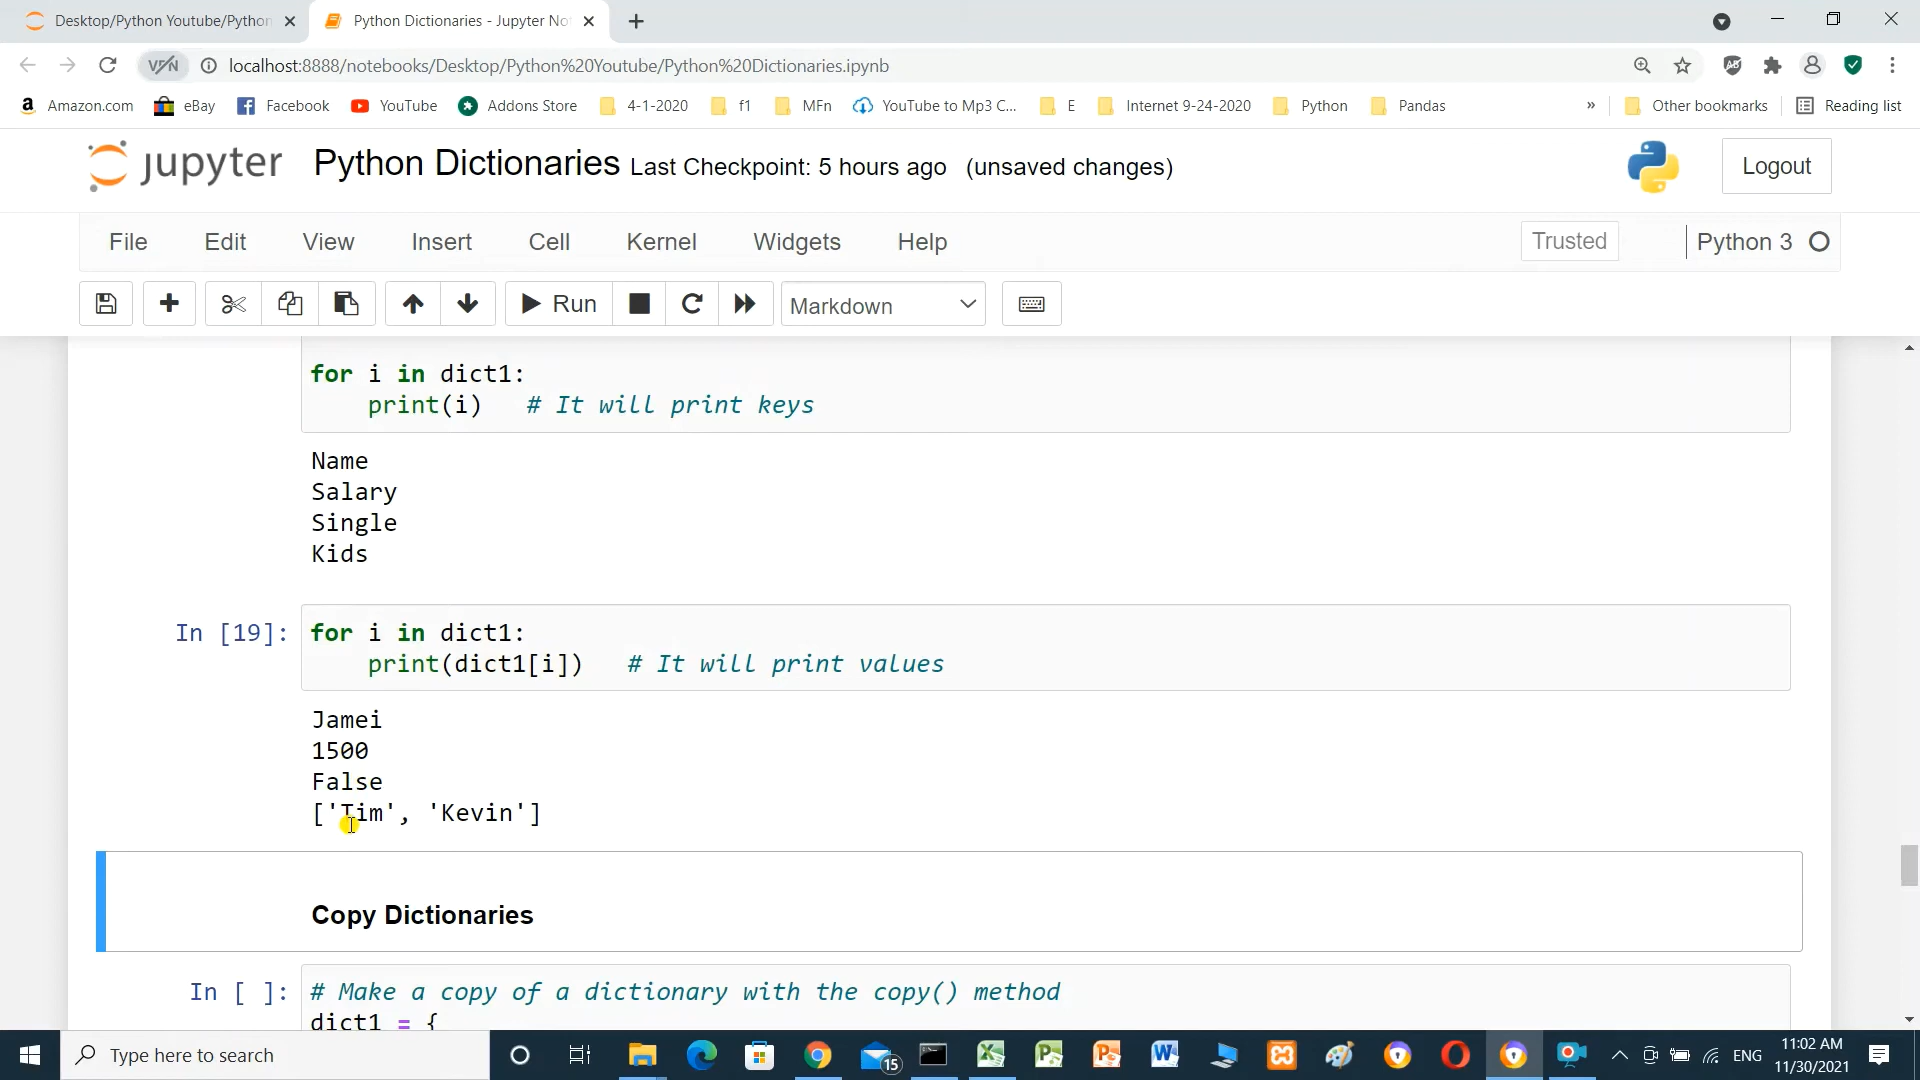 Desktop/Python Youtube/Python
Python Dictionaries - Jupyter No
VPN
localhost:8888/notebooks/Desktop/Python%20Youtube/Python%20Dictionaries.ipynb
Amazon.com
eBay
Facebook
YouTube
Addons Store
4-1-2020
f1
MFn
YouTube to Mp3 C...
E
Internet 9-24-2020
Python
Pandas
»
Other bookmarks
Reading list
jupyter
Python Dictionaries Last Checkpoint: 5 hours ago (unsaved changes)
Logout
File Edit View Insert Cell Kernel Widgets Help
Trusted
Python 3
Run
Markdown
for i in dict1:
    print(i)   # It will print keys
Name
Salary
Single
Kids
In [19]: for i in dict1:
    print(dict1[i])   # It will print values
Jamei
1500
False
['Tim', 'Kevin']
Copy Dictionaries
In [ ]: # Make a copy of a dictionary with the copy() method
dict1 = {
Type here to search
15
ENG
11:02 AM
11/30/2021